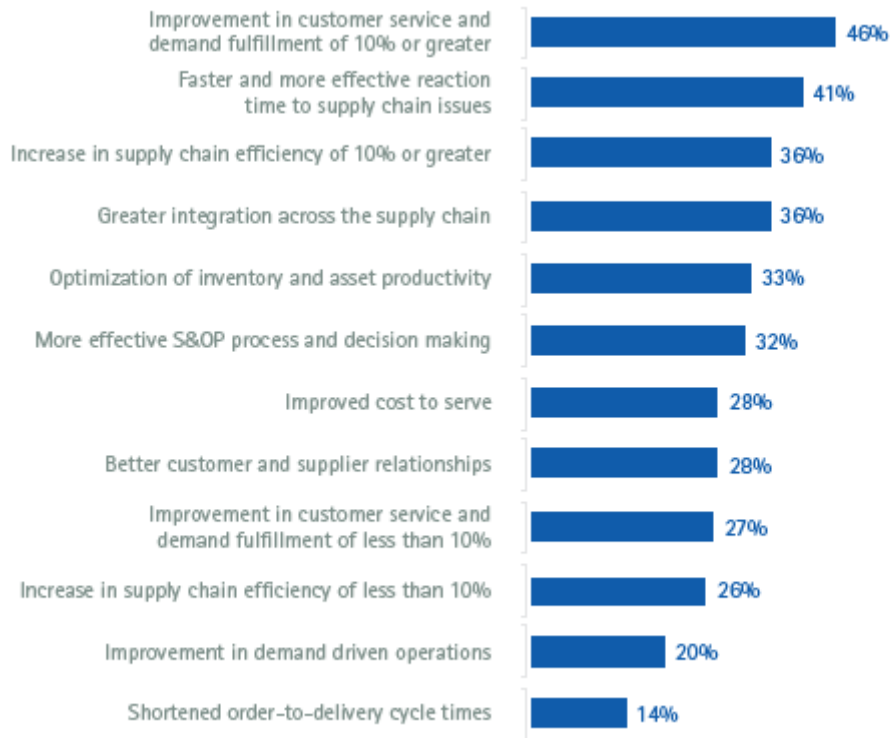 Improvement in customer service and
demand fulfillment of 10% or greater
46%
Faster and more effective reaction
time to supply chain issues
41%
Increase in supply chain efficiency of 10% or greater
36%
Greater integration across the supply chain
36%
Optimization of inventory and asset productivity
33%
More effective S&OP process and decision making
32%
Improved cost to serve
28%
Better customer and supplier relationships
28%
Improvement in customer service and
demand fulfillment of less than 10%
27%
Increase in supply chain efficiency of less than 10%
26%
Improvement in demand driven operations
20%
Shortened order-to-delivery cycle times
14%